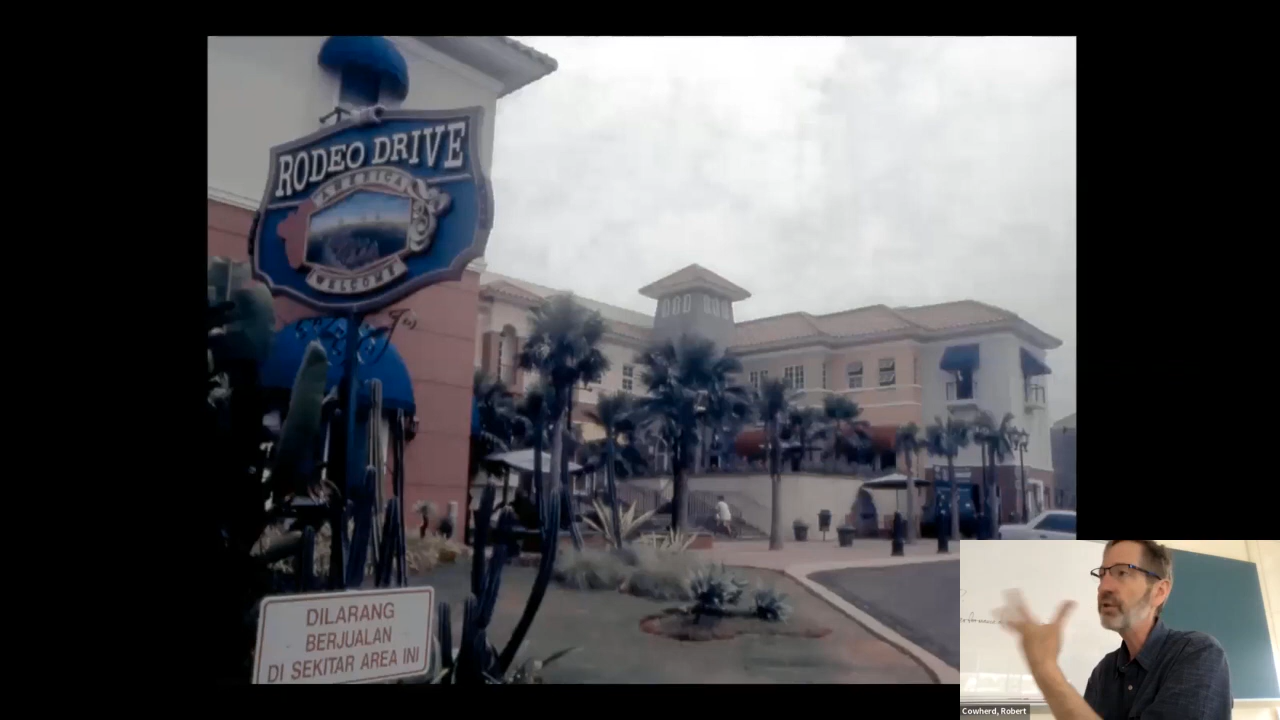 RODEO DRIVE
AMERICA
WELCOME
DILARANG
BERJUALAN
DI SEKITAR AREA INI
Cowherd, Robert